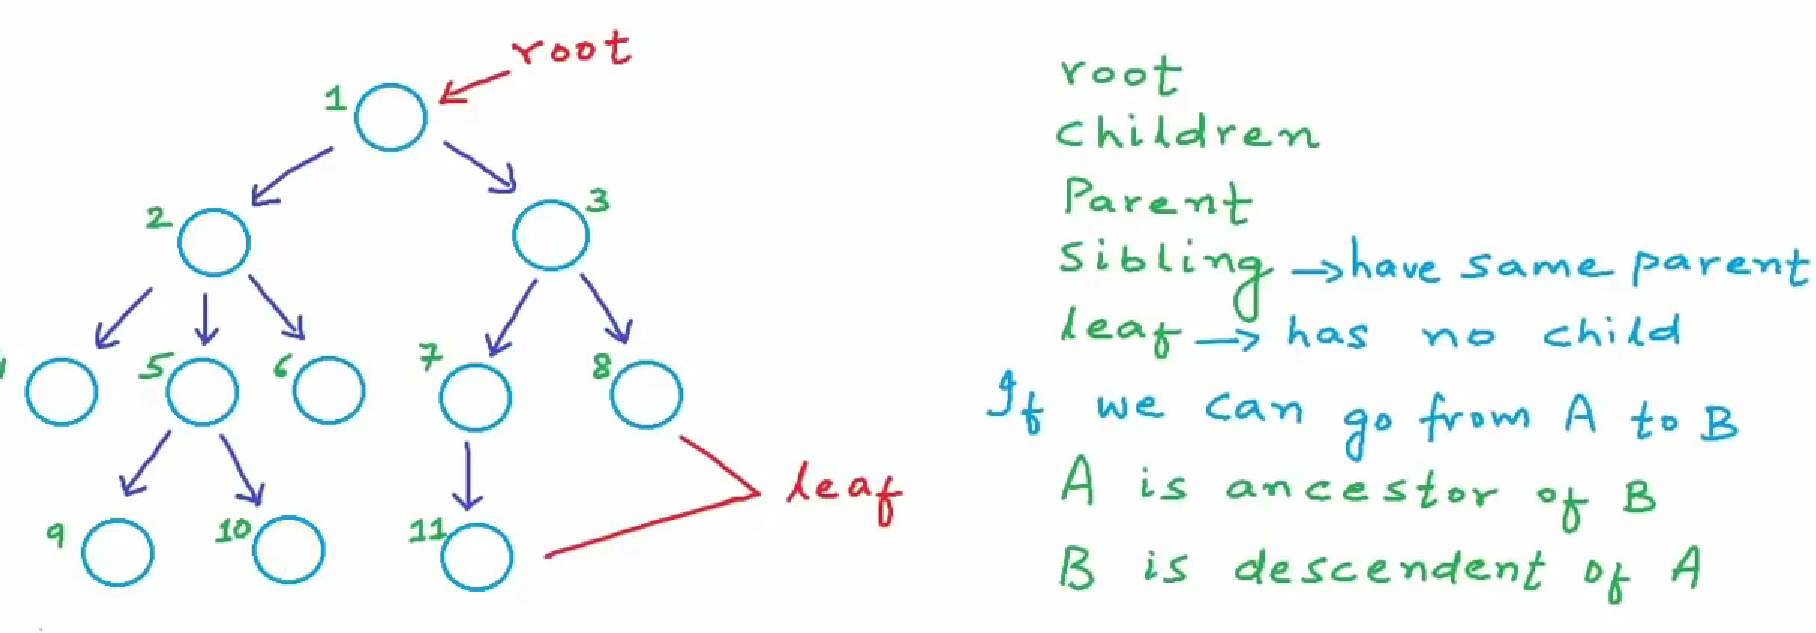 root
1
2
3
5
6
7
8
leaf
9
10
11
root
children
Parent
Sibling → have same parent
leaf → has no child
If we can go from A to B
A is ancestor of B
B is descendent of A